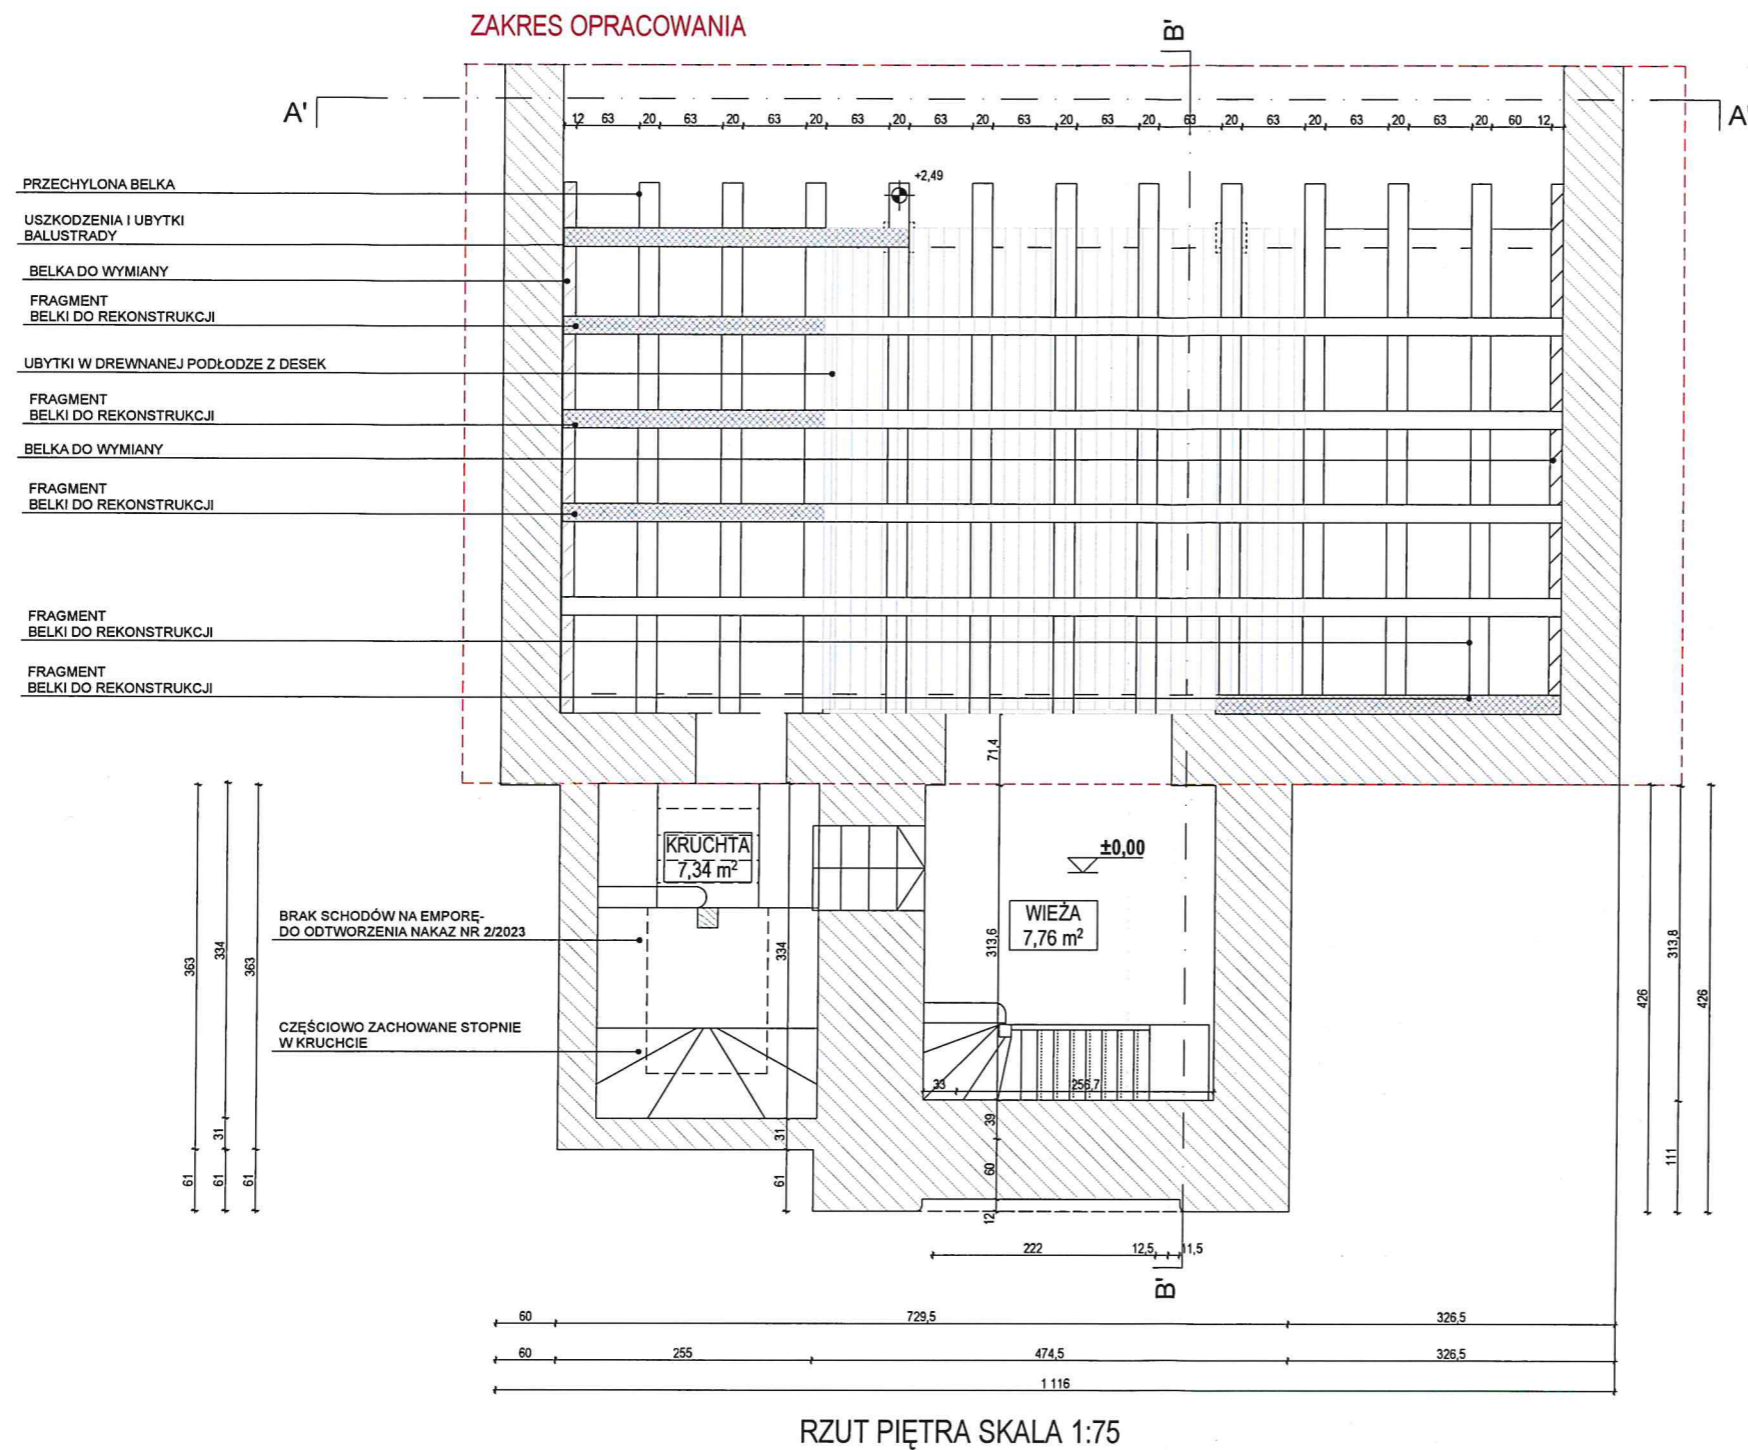 ZAKRES OPRACOWANIA
B'
A'
A'
12 63 20 63 20 63 20 63 20 63 20 63 20 63 20 63 20 63 20 63 20 63 20 60 12
+2,49
PRZECHYLONA BELKA
USZKODZENIA I UBYTKI
BALUSTRADY
BELKA DO WYMIANY
FRAGMENT
BELKI DO REKONSTRUKCJI
UBYTKI W DREWNANEJ PODŁODZE Z DESEK
FRAGMENT
BELKI DO REKONSTRUKCJI
BELKA DO WYMIANY
FRAGMENT
BELKI DO REKONSTRUKCJI
FRAGMENT
BELKI DO REKONSTRUKCJI
FRAGMENT
BELKI DO REKONSTRUKCJI
71,4
KRUCHTA
7,34 m²
±0,00
WIEŻA
7,76 m²
BRAK SCHODÓW NA EMPORĘ-
DO ODTWORZENIA NAKAZ NR 2/2023
CZĘŚCIOWO ZACHOWANE STOPNIE
W KRUCHCIE
363
334
363
334
313,6
426
313,8
426
33 256,7
31
31
39
111
61
61
61
61
60
12
222 12,5 11,5
B'
60 729,5 326,5
60 255 474,5 326,5
1 116
RZUT PIĘTRA SKALA 1:75